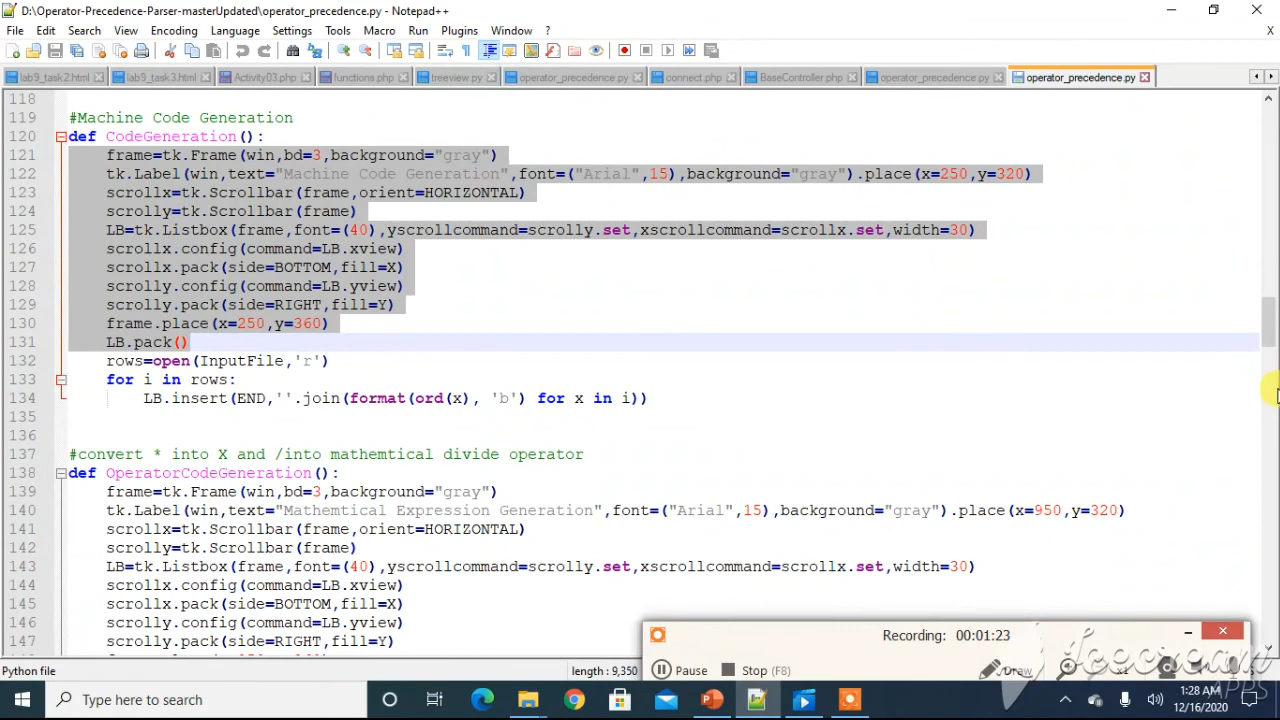 D:\Operator-Precedence-Parser-masterUpdated\operator_precedence.py - Notepad++
File Edit Search View Encoding Language Settings Tools Macro Run Plugins Window ? X
lab9_task2.html lab9_task3.html Activity03.php functions.php treeview.py operator_precedence.py connect.php BaseController.php operator_precedence.py operator_precedence.py
118
119 #Machine Code Generation
120 def CodeGeneration():
121 frame=tk.Frame(win,bd=3,background="gray")
122 tk.Label(win,text="Machine Code Generation",font=("Arial",15),background="gray").place(x=250,y=320)
123 scrollx=tk.Scrollbar(frame,orient=HORIZONTAL)
124 scrolly=tk.Scrollbar(frame)
125 LB=tk.Listbox(frame,font=(40),yscrollcommand=scrolly.set,xscrollcommand=scrollx.set,width=30)
126 scrollx.config(command=LB.xview)
127 scrollx.pack(side=BOTTOM,fill=X)
128 scrolly.config(command=LB.yview)
129 scrolly.pack(side=RIGHT,fill=Y)
130 frame.place(x=250,y=360)
131 LB.pack()
132 rows=open(InputFile,'r')
133 for i in rows:
134 LB.insert(END,''.join(format(ord(x), 'b') for x in i))
135
136
137 #convert * into X and /into mathemtical divide operator
138 def OperatorCodeGeneration():
139 frame=tk.Frame(win,bd=3,background="gray")
140 tk.Label(win,text="Mathemtical Expression Generation",font=("Arial",15),background="gray").place(x=950,y=320)
141 scrollx=tk.Scrollbar(frame,orient=HORIZONTAL)
142 scrolly=tk.Scrollbar(frame)
143 LB=tk.Listbox(frame,font=(40),yscrollcommand=scrolly.set,xscrollcommand=scrollx.set,width=30)
144 scrollx.config(command=LB.xview)
145 scrollx.pack(side=BOTTOM,fill=X)
146 scrolly.config(command=LB.yview)
147 scrolly.pack(side=RIGHT,fill=Y)
Recording: 00:01:23
Pause Stop (F8) Draw x1
Icecream
APPS
Python file length : 9,350
Type here to search
1:28 AM
12/16/2020